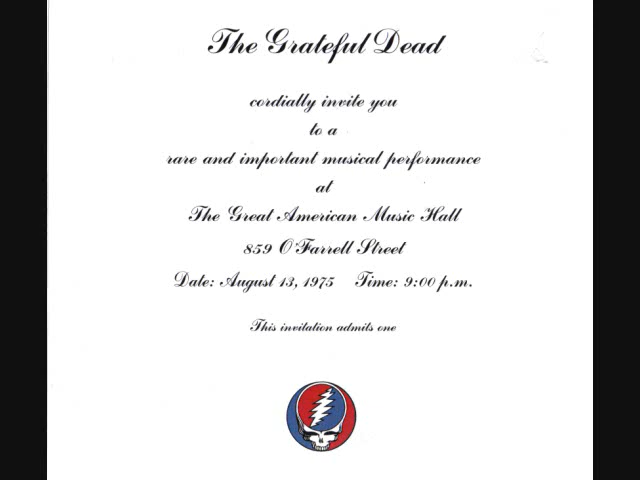 The Grateful Dead
cordially invite you
to a
rare and important musical performance
at
The Great American Music Hall
859 O'Farrell Street
Date: August 13, 1975 Time: 9:00 p.m.
This invitation admits one